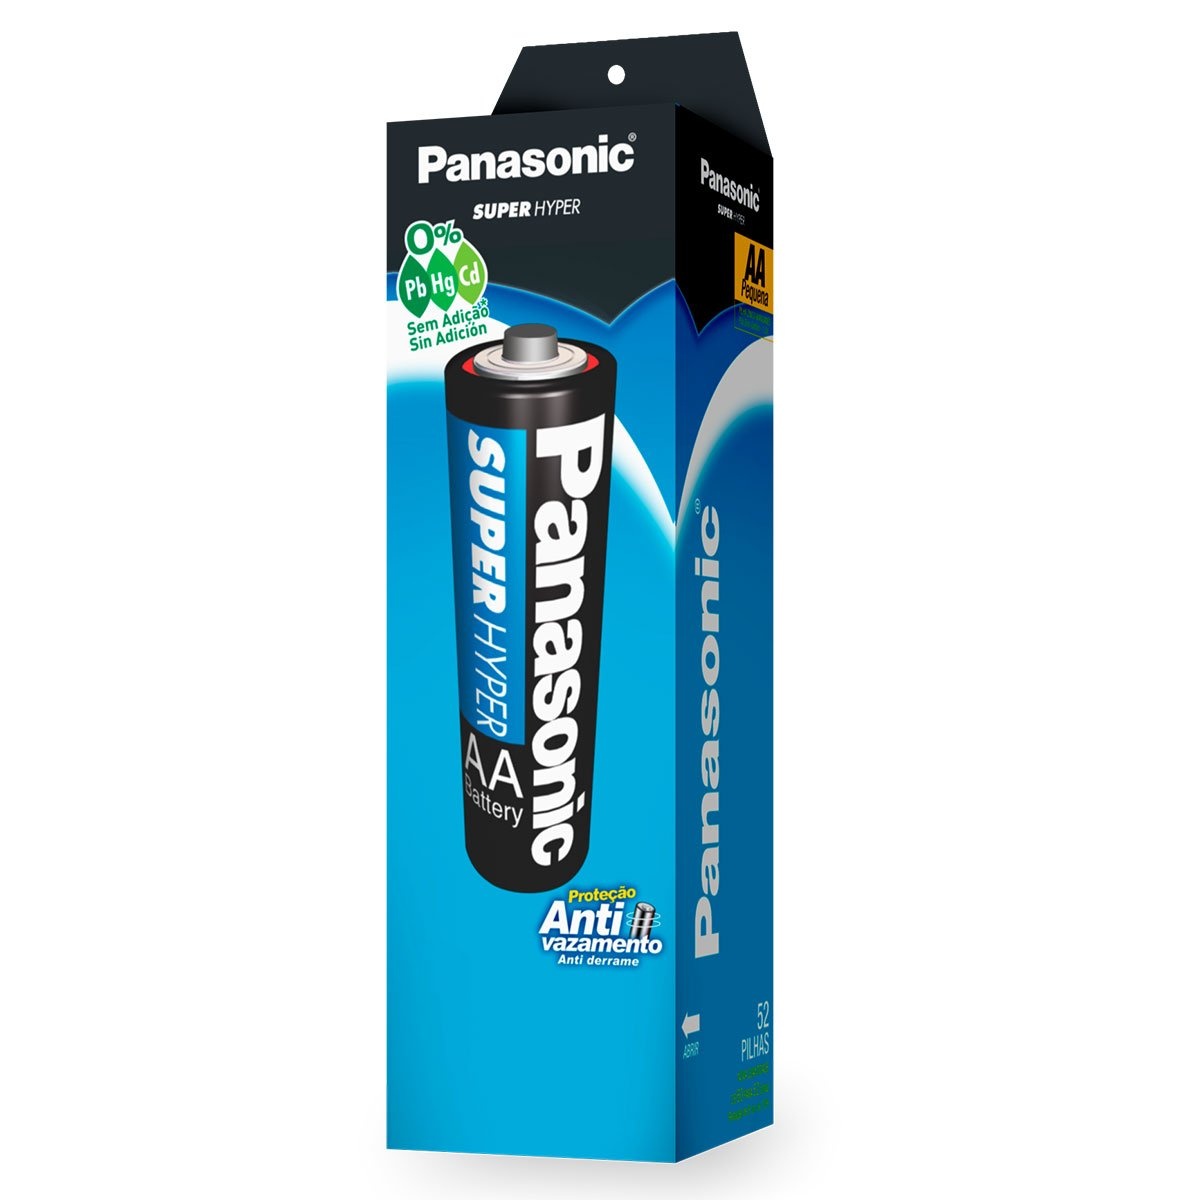 Panasonic®
SUPER HYPER
0%
Pb Hg Cd
Sem Adição*
Sin Adición
Panasonic
SUPER HYPER
AA
Battery
Proteção
Anti
vazamento
Anti derrame
Panasonic
SUPER HYPER
AA
Pequena
Panasonic®
ABRIR
52
PILHAS